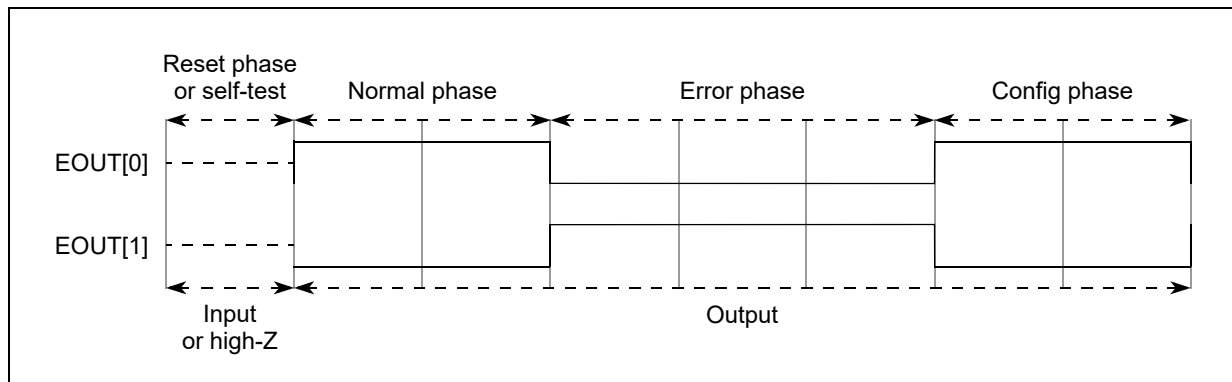 Reset phase
or self-test
Normal phase
Error phase
Config phase
EOUT[0]
EOUT[1]
Input
or high-Z
Output